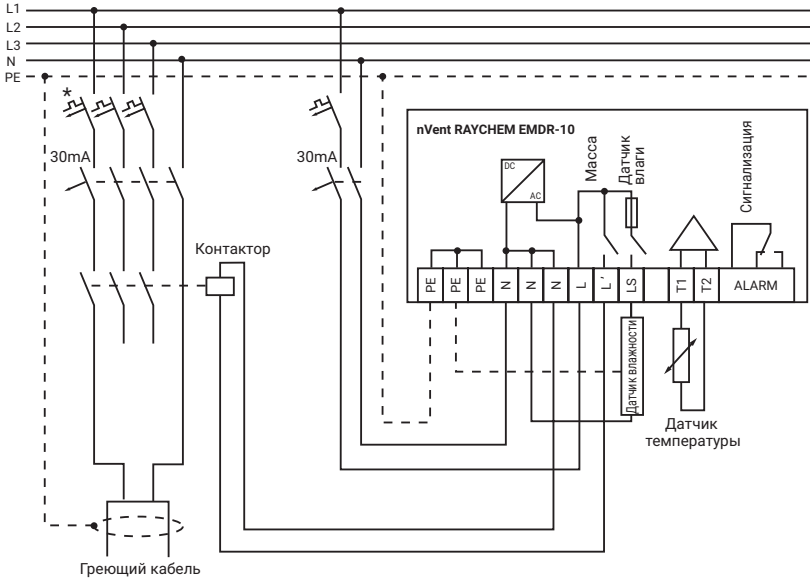 L1
L2
L3
N
PE
*
30mA
30mA
nVent RAYCHEM EMDR-10
DC
AC
Масса
Датчик
влаги
Сигнализация
Контактор
PE
PE
PE
N
N
N
L
L'
LS
T1
T2
ALARM
Датчик влажности
Датчик
температуры
Греющий кабель